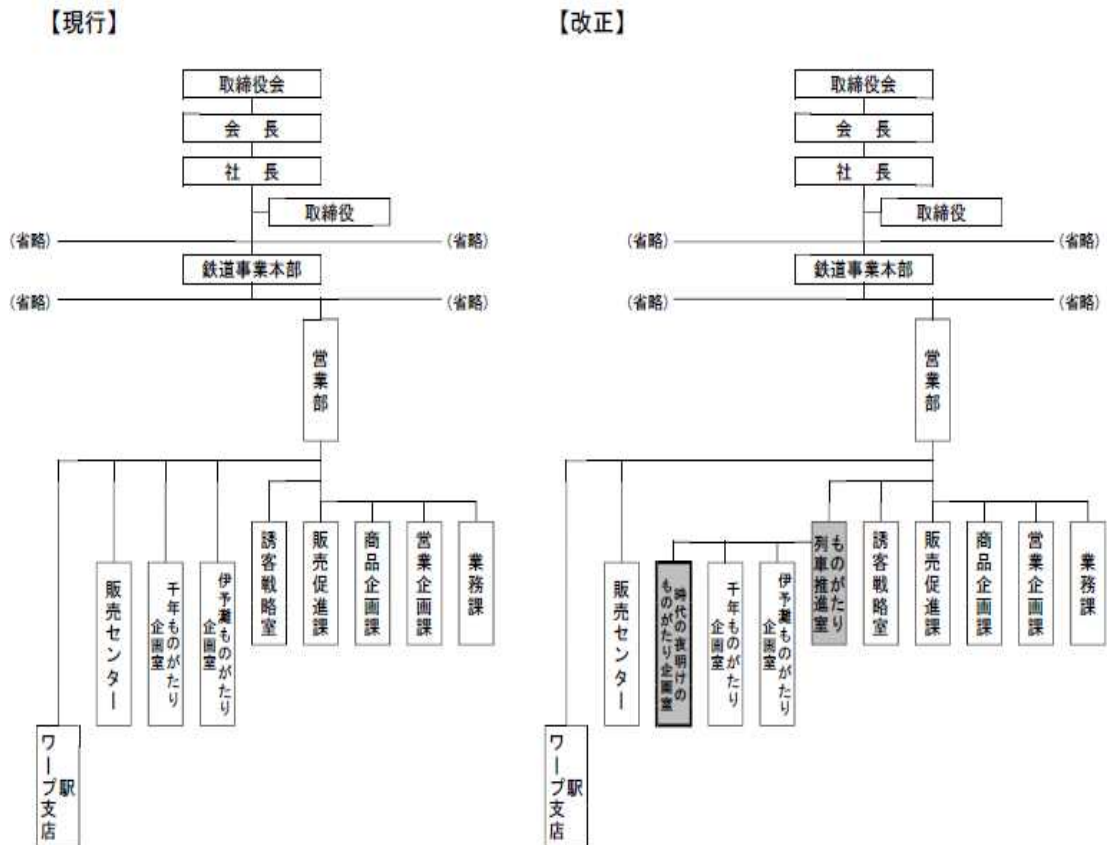 【現行】
取締役会
会 長
社 長
取締役
(省略)
(省略)
鉄道事業本部
(省略)
(省略)
営業部
業務課
営業企画課
商品企画課
販売促進課
誘客戦略室
伊予灘ものがたり
企画室
千年ものがたり
企画室
販売センター
駅
ワープ支店
【改正】
取締役会
会 長
社 長
取締役
(省略)
(省略)
鉄道事業本部
(省略)
(省略)
営業部
業務課
営業企画課
商品企画課
販売促進課
誘客戦略室
ものがたり
列車推進室
伊予灘ものがたり
企画室
千年ものがたり
企画室
時代の夜明けの
ものがたり企画室
販売センター
駅
ワープ支店